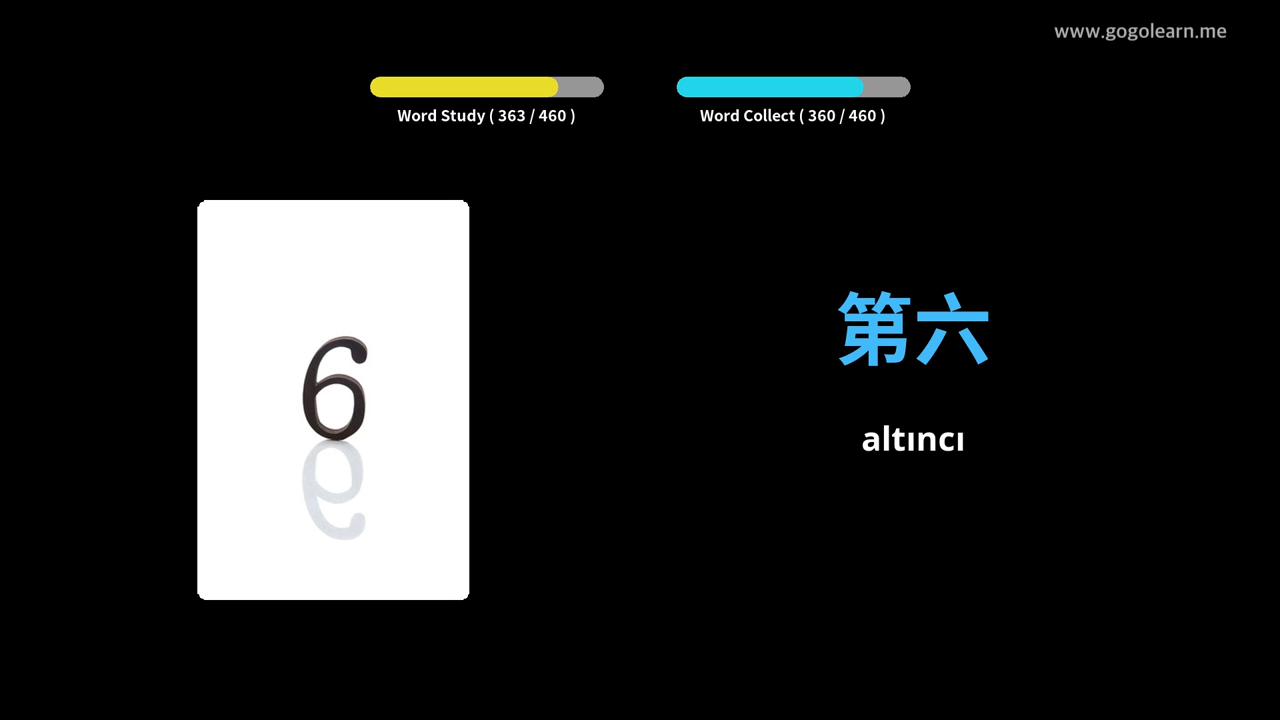 www.gogolearn.me
Word Study ( 363 / 460 )
Word Collect ( 360 / 460 )
6
第六
altıncı